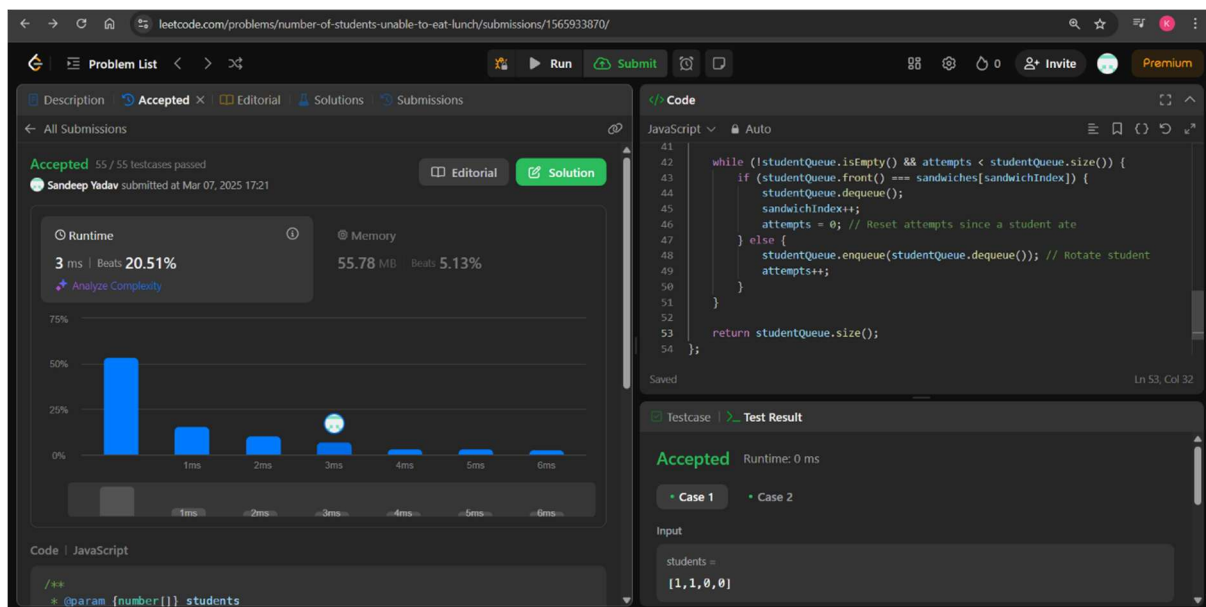 leetcode.com/problems/number-of-students-unable-to-eat-lunch/submissions/1565933870/
K
Problem List
Run
Submit
0
Invite
Premium
Description
Accepted
Editorial
Solutions
Submissions
All Submissions
Accepted 55 / 55 testcases passed
Sandeep Yadav submitted at Mar 07, 2025 17:21
Editorial
Solution
Runtime
3 ms | Beats 20.51%
Analyze Complexity
Memory
55.78 MB Beats 5.13%
75%
50%
25%
0%
1ms 2ms 3ms 4ms 5ms 6ms
1ms 2ms 3ms 4ms 5ms 6ms
Code | JavaScript
/**
* @param {number[]} students
</> Code
JavaScript Auto
41
42 while (!studentQueue.isEmpty() && attempts < studentQueue.size()) {
43 if (studentQueue.front() === sandwiches[sandwichIndex]) {
44 studentQueue.dequeue();
45 sandwichIndex++;
46 attempts = 0; // Reset attempts since a student ate
47 } else {
48 studentQueue.enqueue(studentQueue.dequeue()); // Rotate student
49 attempts++;
50 }
51 }
52
53 return studentQueue.size();
54 };
Saved Ln 53, Col 32
Testcase | >_ Test Result
Accepted Runtime: 0 ms
• Case 1 • Case 2
Input
students =
[1,1,0,0]